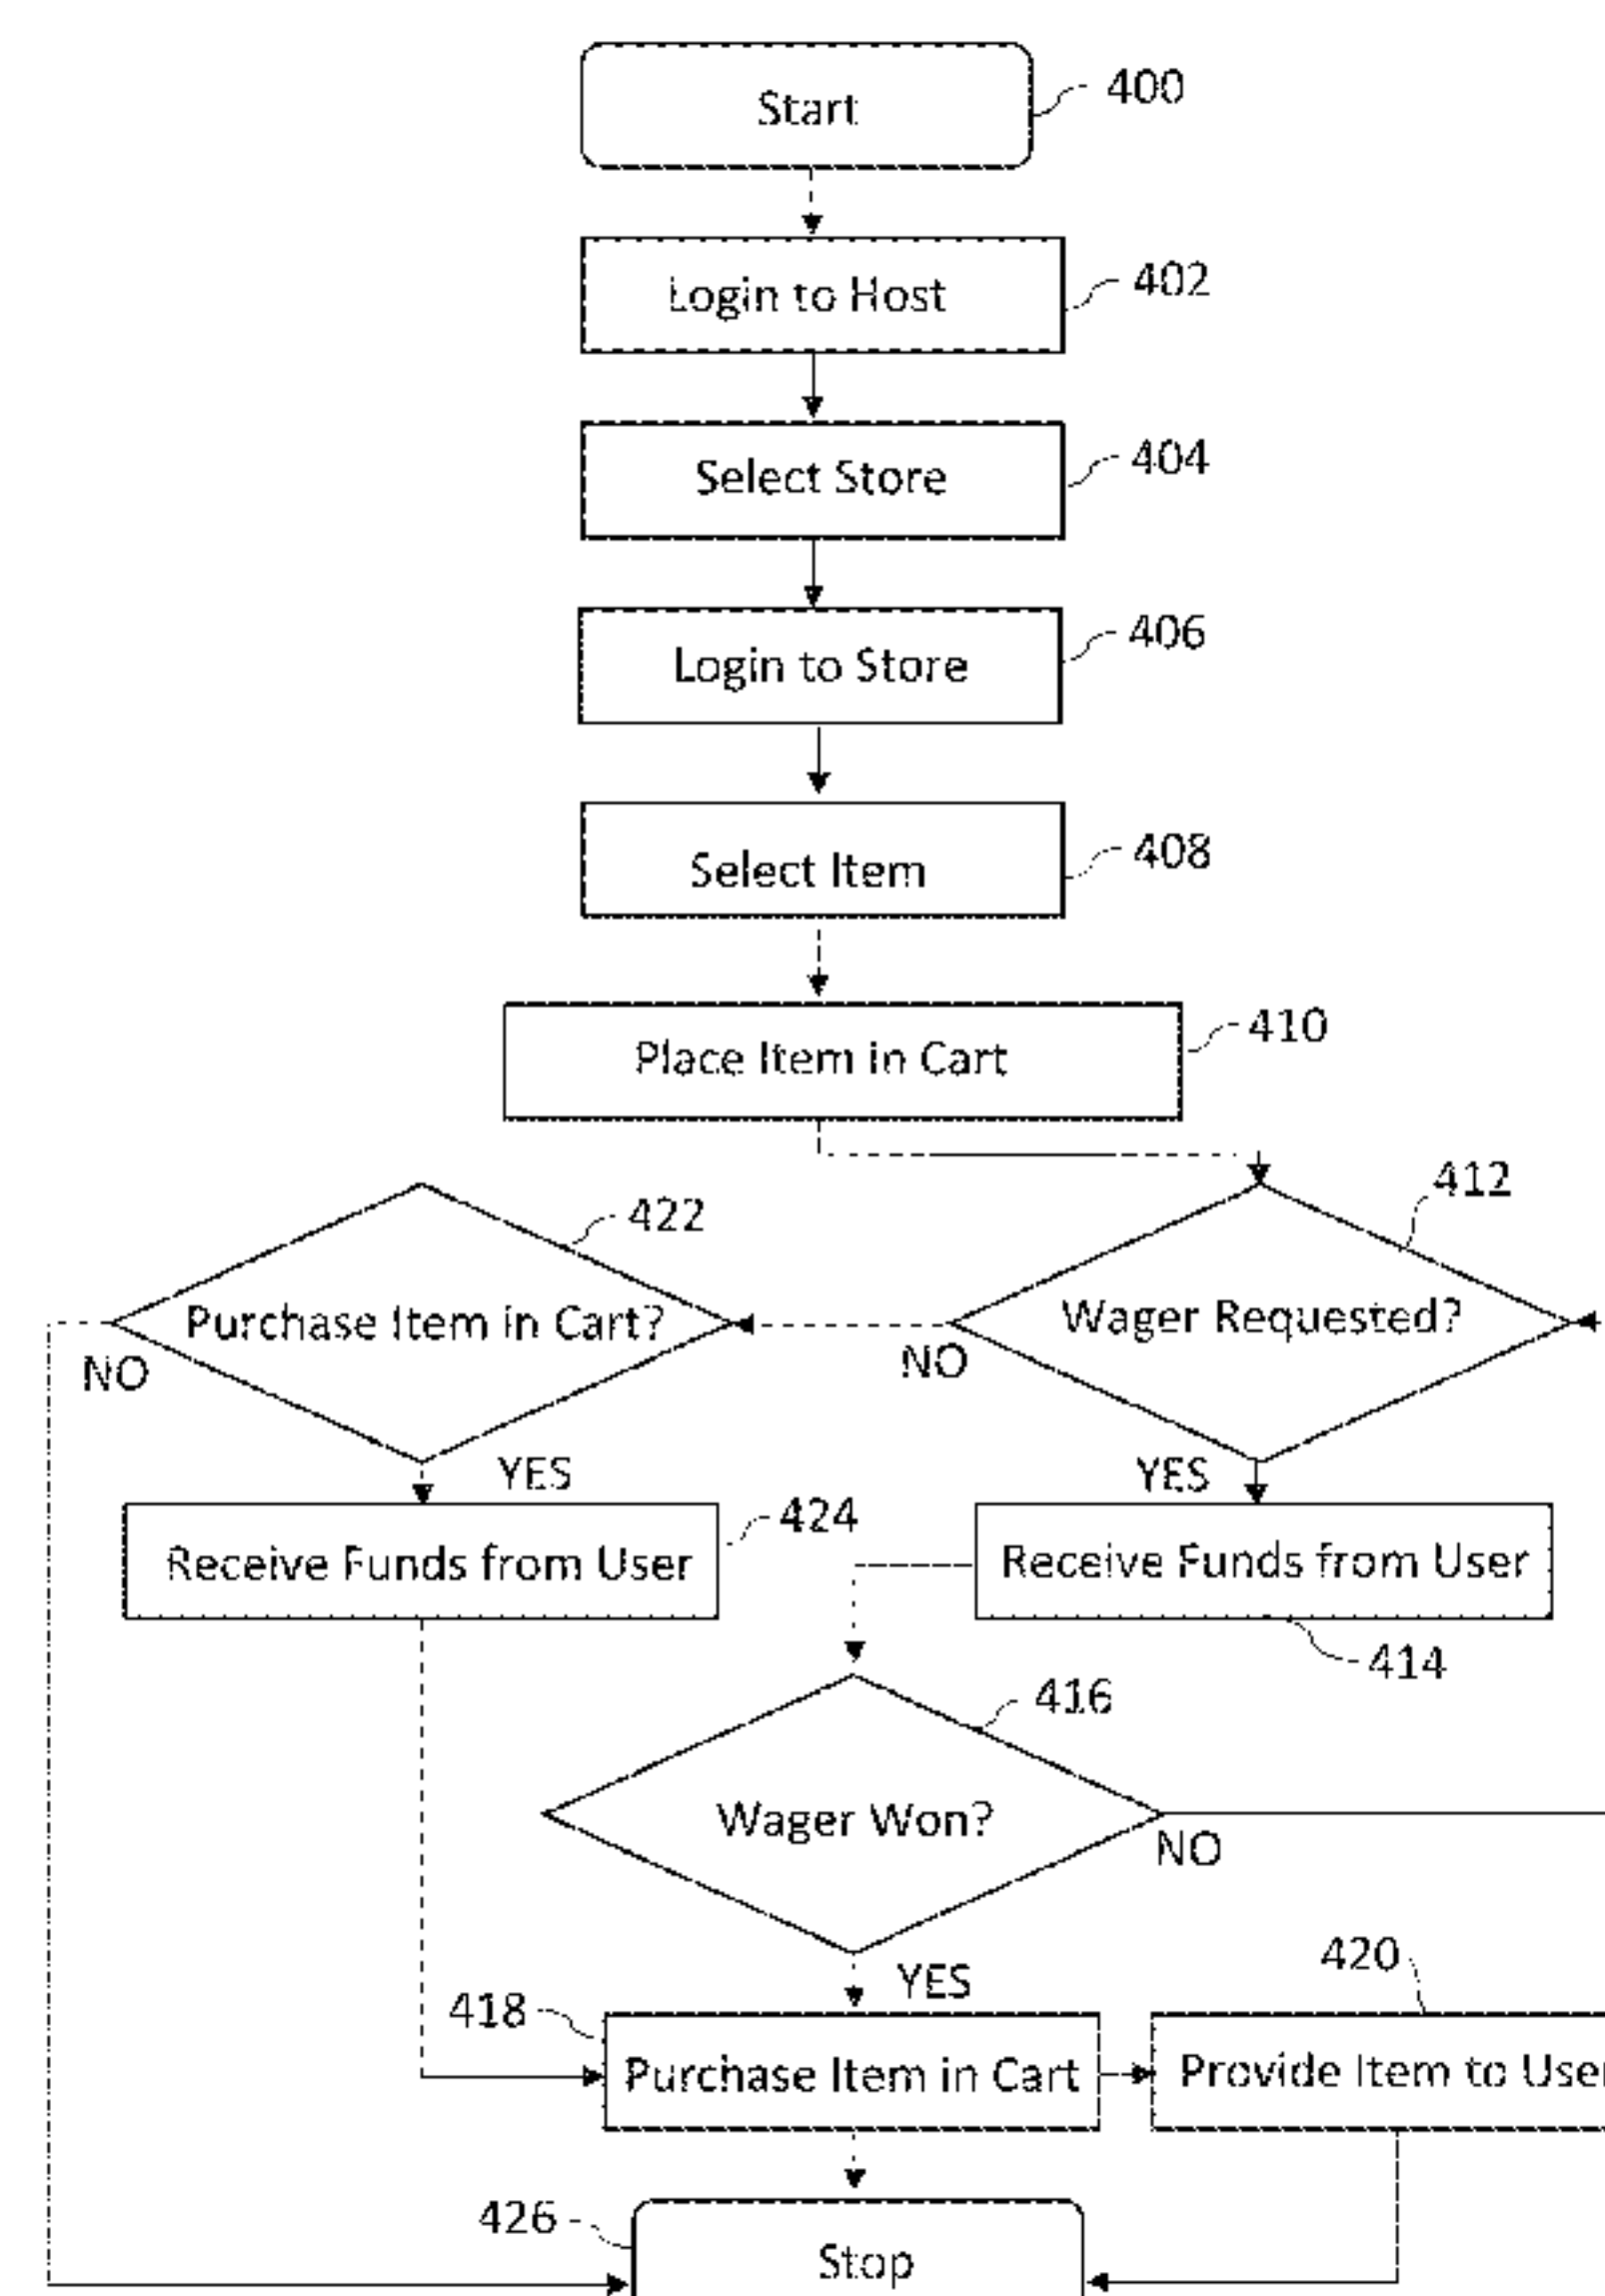 Start
400
Login to Host
402
Select Store
404
Login to Store
406
Select Item
408
Place Item in Cart
410
412
422
Purchase Item in Cart?
Wager Requested?
NO
NO
YES
YES
424
Receive Funds from User
Receive Funds from User
414
416
Wager Won?
NO
420
YES
418
Purchase Item in Cart
Provide Item to User
426
Stop